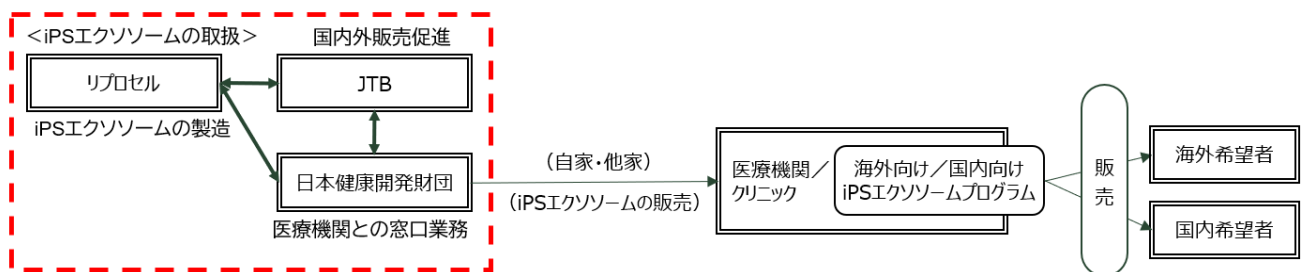 ＜iPSエクソソームの取扱＞
国内外販売促進
リプロセル
JTB
iPSエクソソームの製造
日本健康開発財団
医療機関との窓口業務
（自家・他家）
（iPSエクソソームの販売）
医療機関／
クリニック
海外向け／国内向け
iPSエクソソームプログラム
販売
海外希望者
国内希望者